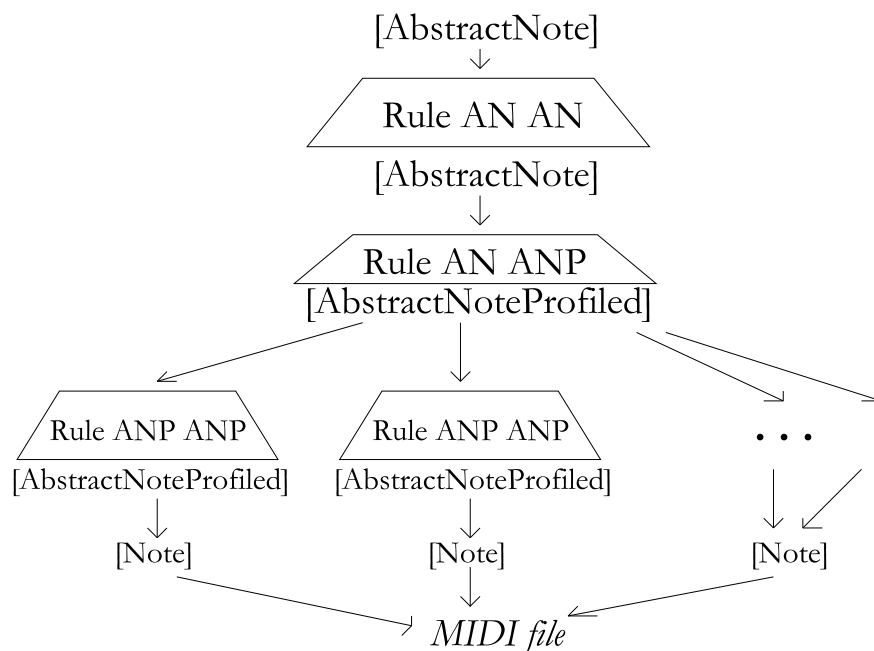 [AbstractNote]
Rule AN AN
[AbstractNote]
Rule AN ANP
[AbstractNoteProfiled]
Rule ANP ANP
Rule ANP ANP
...
[AbstractNoteProfiled]
[AbstractNoteProfiled]
[Note]
[Note]
[Note]
MIDI file